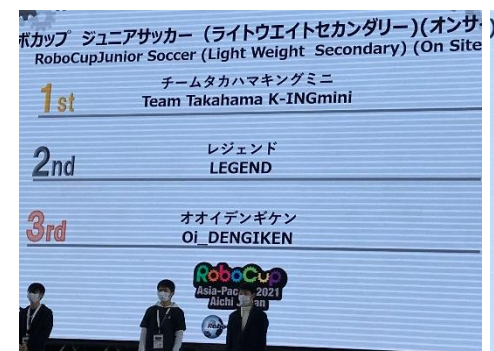 ボカップ ジュニアサッカー (ライトウエイトセカンダリー)(オンサイ
RoboCupJunior Soccer (Light Weight Secondary) (On Site
チームタカハマキングミニ
1st Team Takahama K-INGmini
レジェンド
2nd LEGEND
オオイデンギケン
3rd Oi_DENGIKEN
RoboCup
Asia-Pac 2021
Aichi Japan
Robo